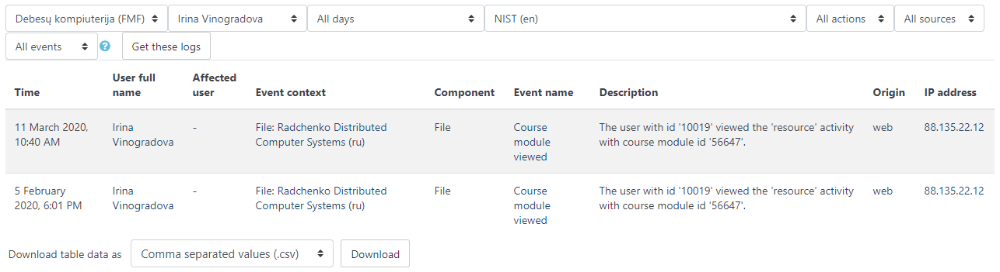 Debesų kompiuterija (FMF) Irina Vinogradova All days NIST (en) All actions All sources
All events Get these logs
Time User full name Affected user Event context Component Event name Description Origin IP address
11 March 2020, 10:40 AM Irina Vinogradova - File: Radchenko Distributed Computer Systems (ru) File Course module viewed The user with id '10019' viewed the 'resource' activity with course module id '56647'. web 88.135.22.12
5 February 2020, 6:01 PM Irina Vinogradova - File: Radchenko Distributed Computer Systems (ru) File Course module viewed The user with id '10019' viewed the 'resource' activity with course module id '56647'. web 88.135.22.12
Download table data as Comma separated values (.csv) Download